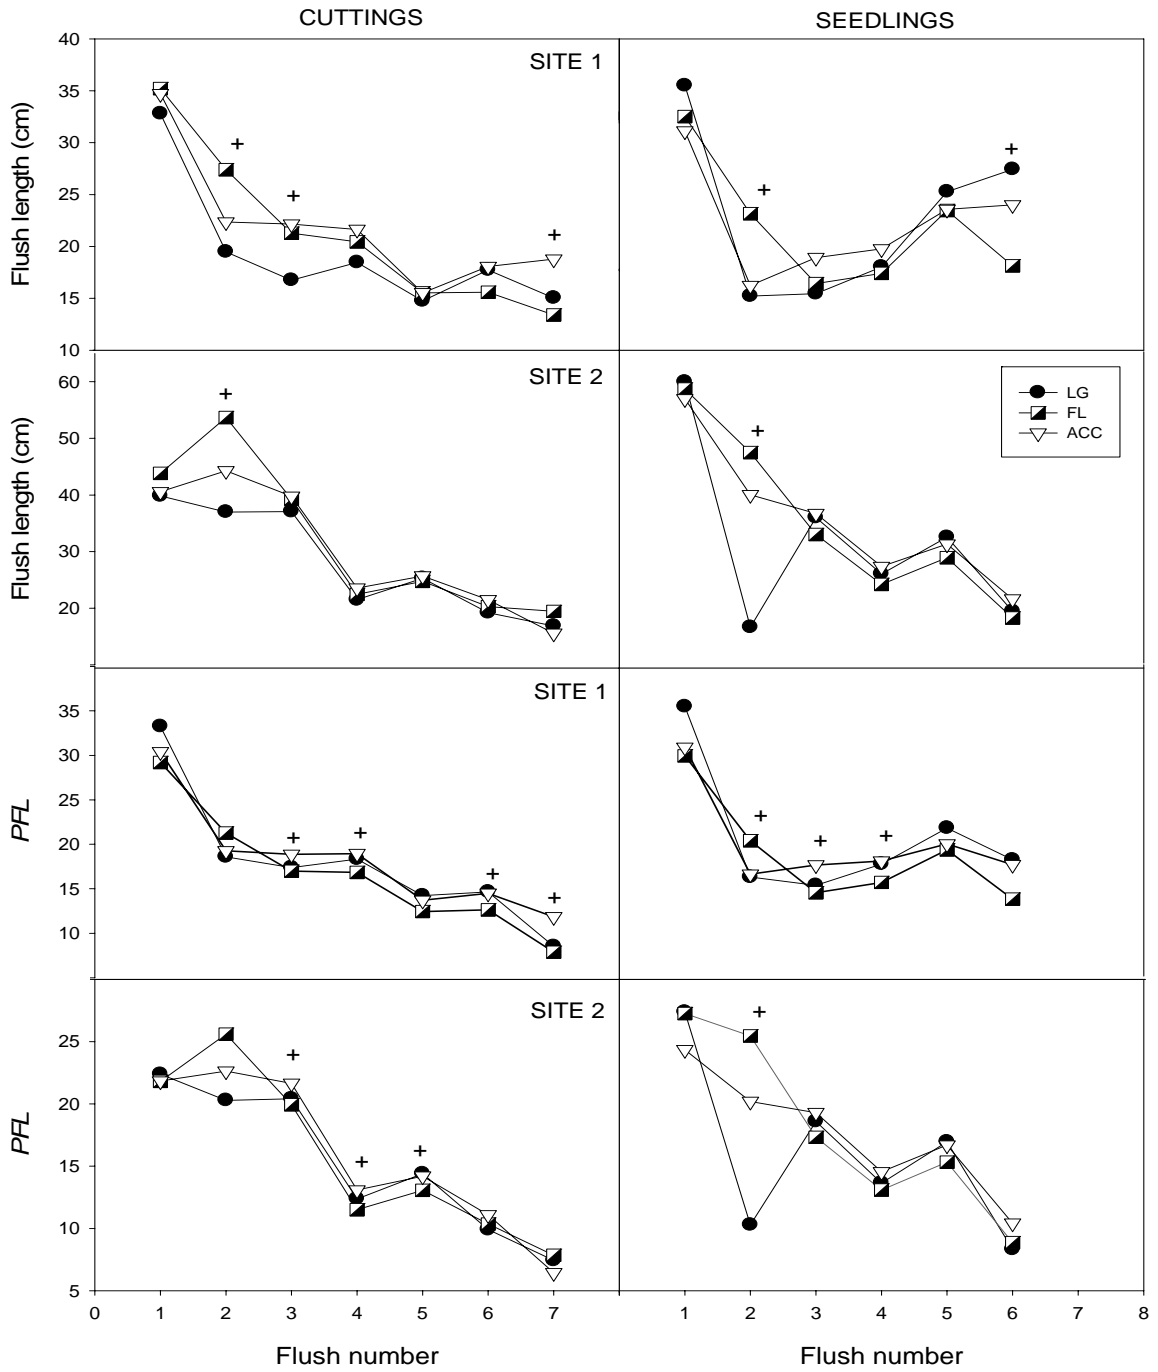 CUTTINGS SEEDLINGS
40
35
30
25
20
15
10
Flush length (cm)
SITE 1
+ + +
+ +
60
50
40
30
20
Flush length (cm)
SITE 2
+
+
LG
FL
ACC
35
30
25
20
15
10
PFL
SITE 1
+ + + +
+ + +
25
20
15
10
5
PFL
SITE 2
+ + +
+
0 1 2 3 4 5 6 7 1 2 3 4 5 6 7 8
Flush number Flush number